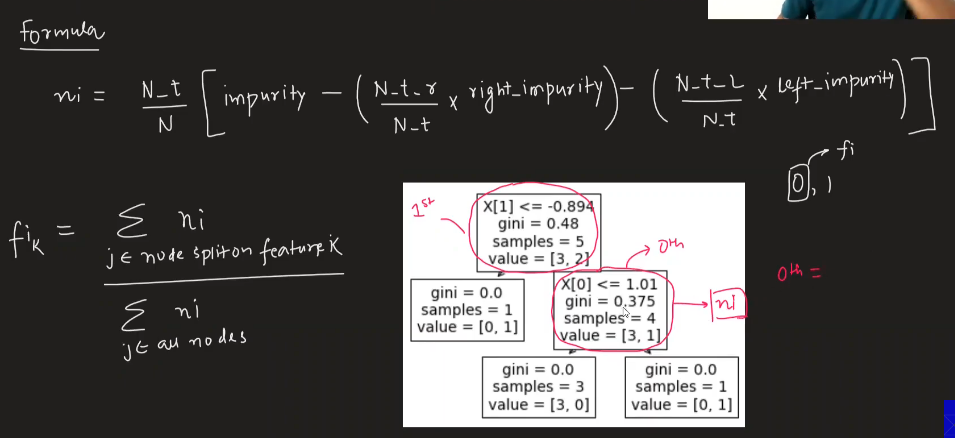 Formula
ni = N_t / N [ impurity - ( N_t_r / N_t × right_impurity ) - ( N_t_L / N_t × left_impurity ) ]
0, 1 fi
fi_K = Σ ni j∈ node split on feature K / Σ ni j∈ all nodes
1st
X[1] <= -0.894
gini = 0.48
samples = 5
value = [3, 2]
0th
gini = 0.0
samples = 1
value = [0, 1]
X[0] <= 1.01
gini = 0.375
samples = 4
value = [3, 1]
ni
0th =
gini = 0.0
samples = 3
value = [3, 0]
gini = 0.0
samples = 1
value = [0, 1]